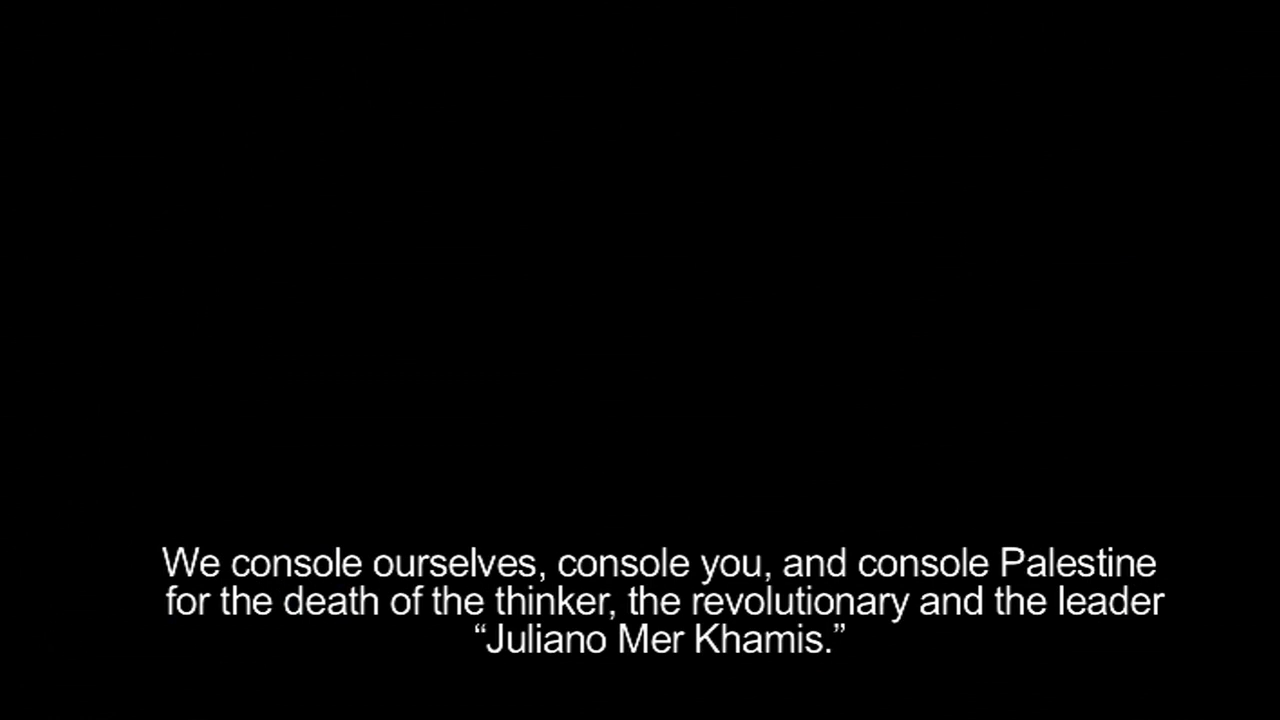 We console ourselves, console you, and console Palestine
for the death of the thinker, the revolutionary and the leader
“Juliano Mer Khamis.”